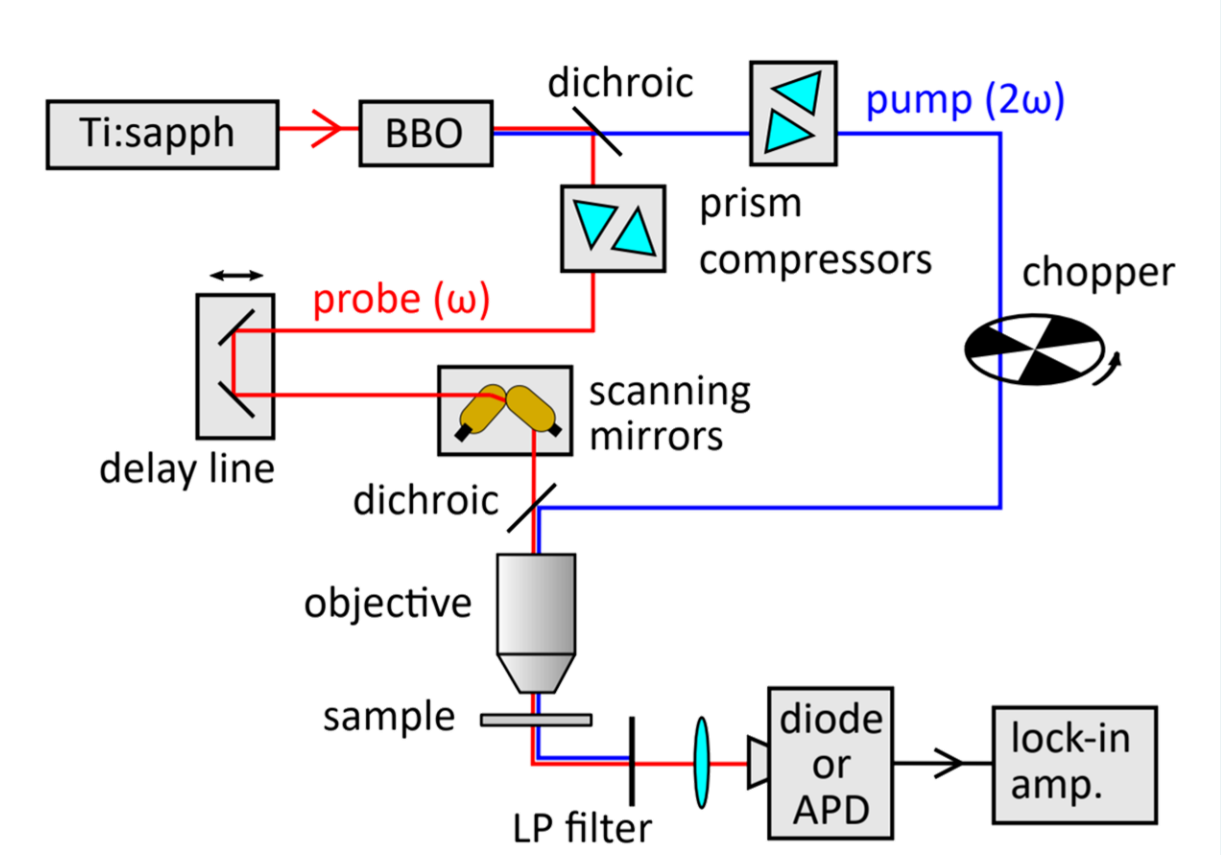 dichroic
Ti:sapph
BBO
pump (2ω)
prism
compressors
chopper
probe (ω)
scanning
mirrors
delay line
dichroic
objective
sample
diode
or
APD
lock-in
amp.
LP filter